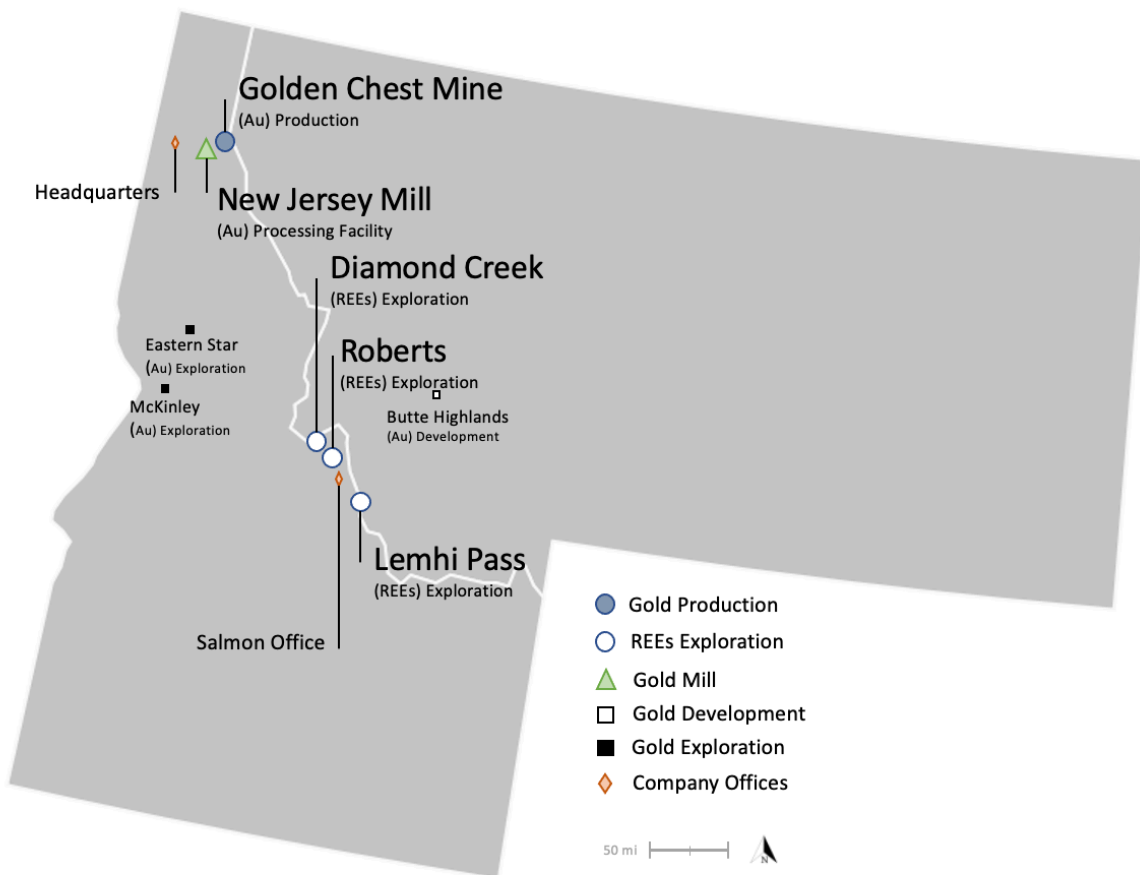 Golden Chest Mine
(Au) Production
Headquarters
New Jersey Mill
(Au) Processing Facility
Diamond Creek
(REEs) Exploration
Eastern Star
(Au) Exploration
Roberts
(REEs) Exploration
McKinley
(Au) Exploration
Butte Highlands
(Au) Development
Lemhi Pass
(REEs) Exploration
Salmon Office
Gold Production
REEs Exploration
Gold Mill
Gold Development
Gold Exploration
Company Offices
50 mi
N